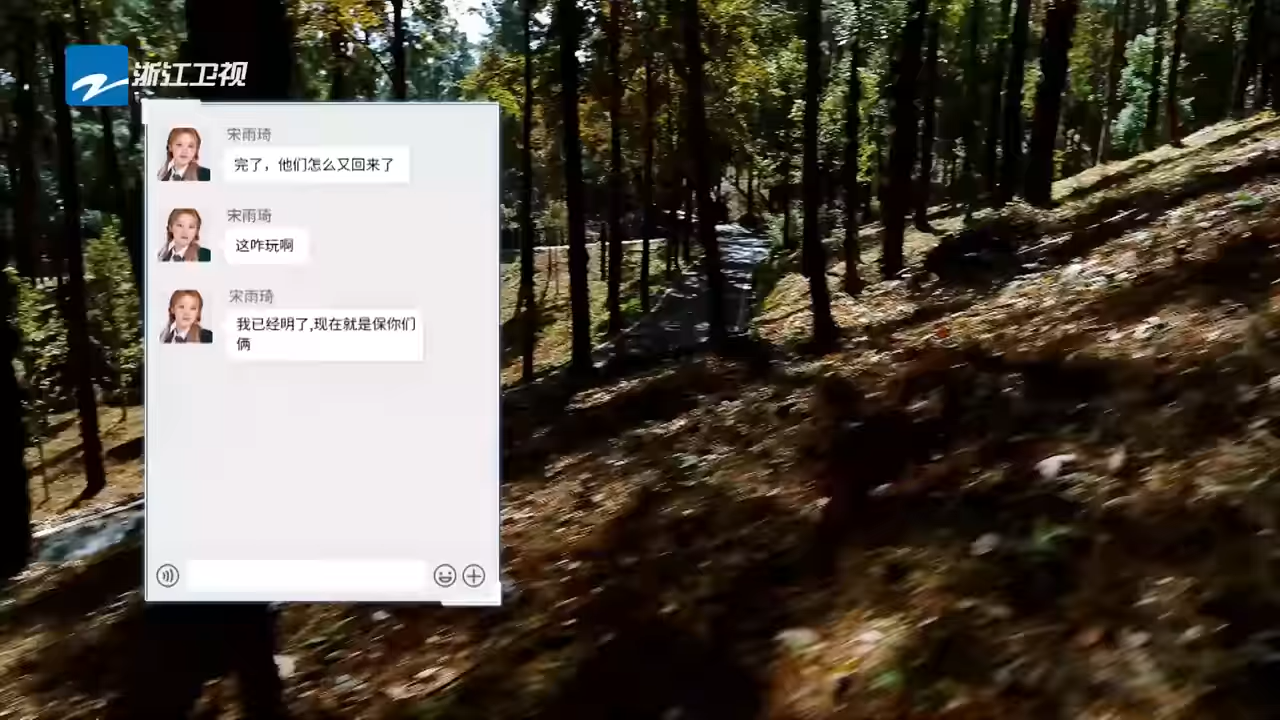 浙江卫视
宋雨琦
完了，他们怎么又回来了
宋雨琦
这咋玩啊
宋雨琦
我已经明了,现在就是保你们
俩